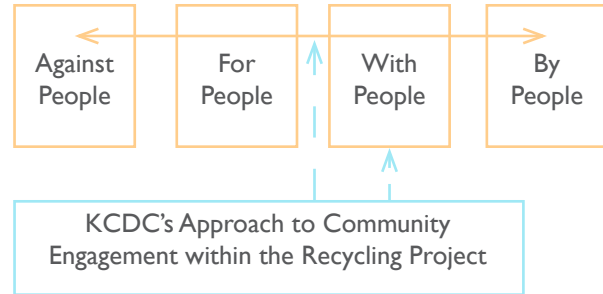 Against
People
For
People
With
People
By
People
KCDC's Approach to Community
Engagement within the Recycling Project